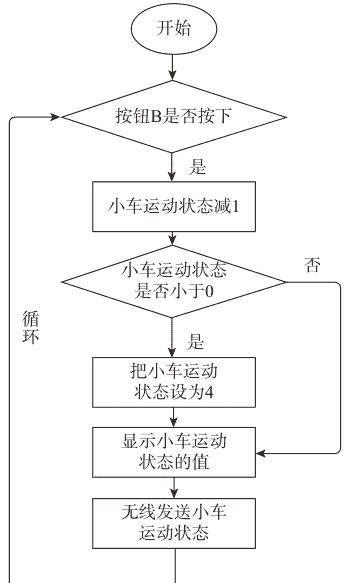 开始
按钮B是否按下
是
小车运动状态减1
小车运动状态
是否小于0
否
循
环
是
把小车运动
状态设为4
显示小车运动
状态的值
无线发送小车
运动状态